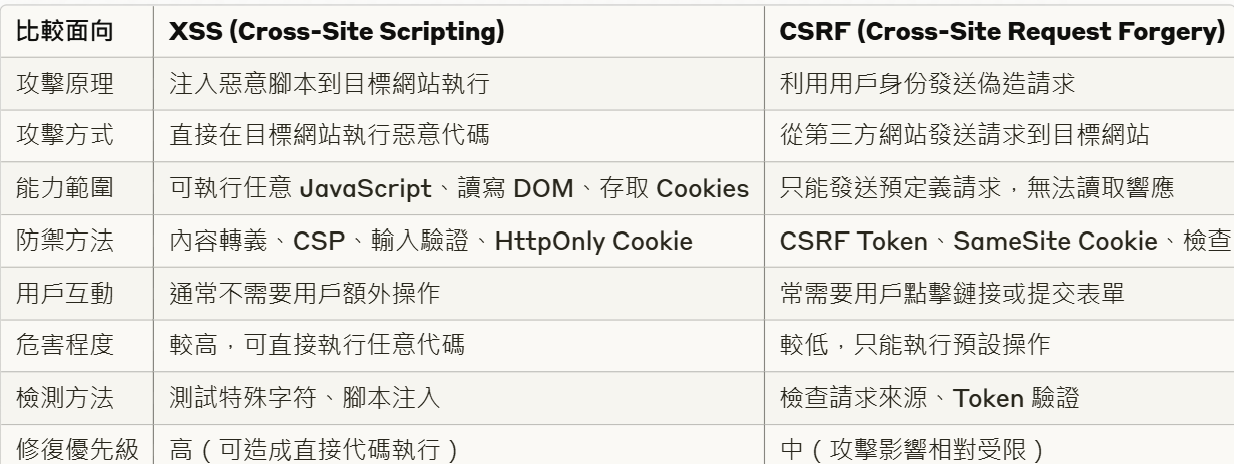 比較面向 XSS (Cross-Site Scripting) CSRF (Cross-Site Request Forgery)
攻擊原理 注入惡意腳本到目標網站執行 利用用戶身份發送偽造請求
攻擊方式 直接在目標網站執行惡意代碼 從第三方網站發送請求到目標網站
能力範圍 可執行任意 JavaScript、讀寫 DOM、存取 Cookies 只能發送預定義請求，無法讀取響應
防禦方法 內容轉義、CSP、輸入驗證、HttpOnly Cookie CSRF Token、SameSite Cookie、檢查
用戶互動 通常不需要用戶額外操作 常需要用戶點擊鏈接或提交表單
危害程度 較高，可直接執行任意代碼 較低，只能執行預設操作
檢測方法 測試特殊字符、腳本注入 檢查請求來源、Token 驗證
修復優先級 高（可造成直接代碼執行） 中（攻擊影響相對受限）